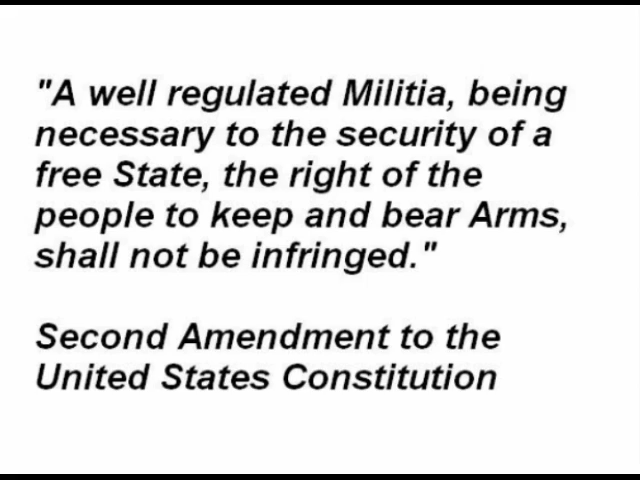 "A well regulated Militia, being
necessary to the security of a
free State, the right of the
people to keep and bear Arms,
shall not be infringed."
Second Amendment to the
United States Constitution